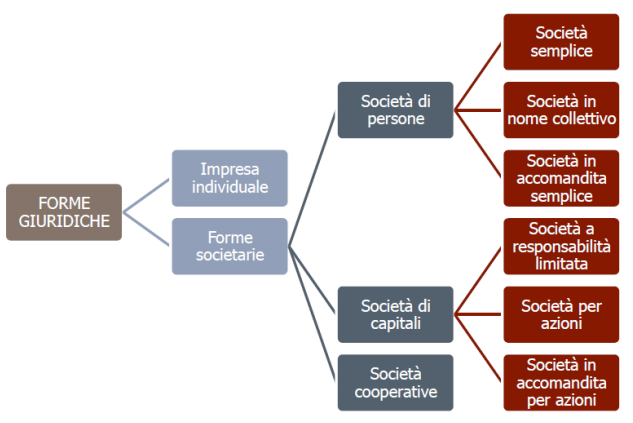 FORME
GIURIDICHE
Impresa
individuale
Forme
societarie
Società di
persone
Società di
capitali
Società
cooperative
Società
semplice
Società in
nome collettivo
Società in
accomandita
semplice
Società a
responsabilità
limitata
Società per
azioni
Società in
accomandita
per azioni